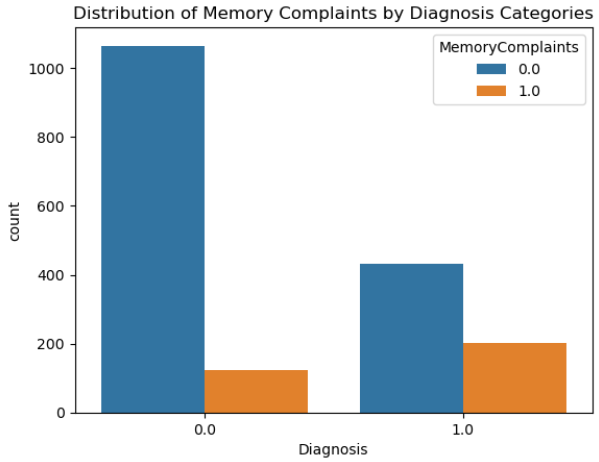 Distribution of Memory Complaints by Diagnosis Categories
MemoryComplaints
0.0
1.0
1000
800
600
400
200
0
count
0.0 1.0
Diagnosis